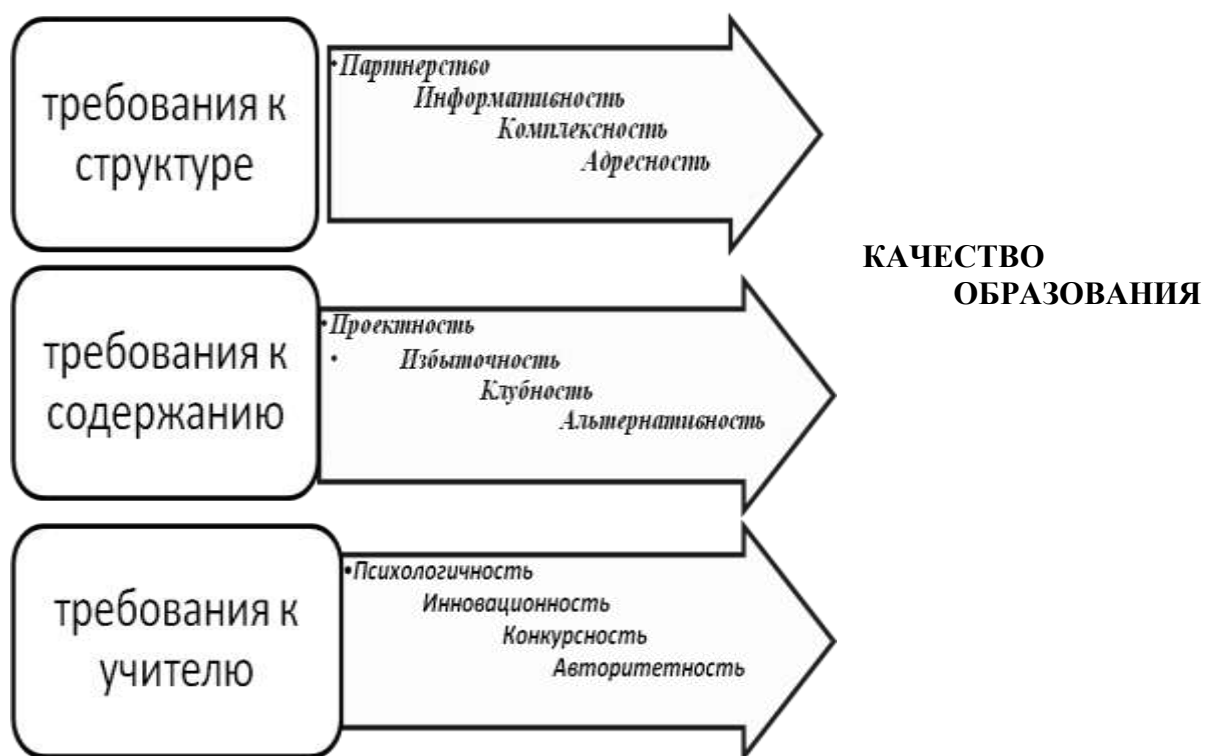 требования к
структуре
•Партнерство
Информативность
Комплексность
Адресность
КАЧЕСТВО
ОБРАЗОВАНИЯ
требования к
содержанию
•Проектность
• Избыточность
Клубность
Альтернативность
требования к
учителю
•Психологичность
Инновационность
Конкурсность
Авторитетность